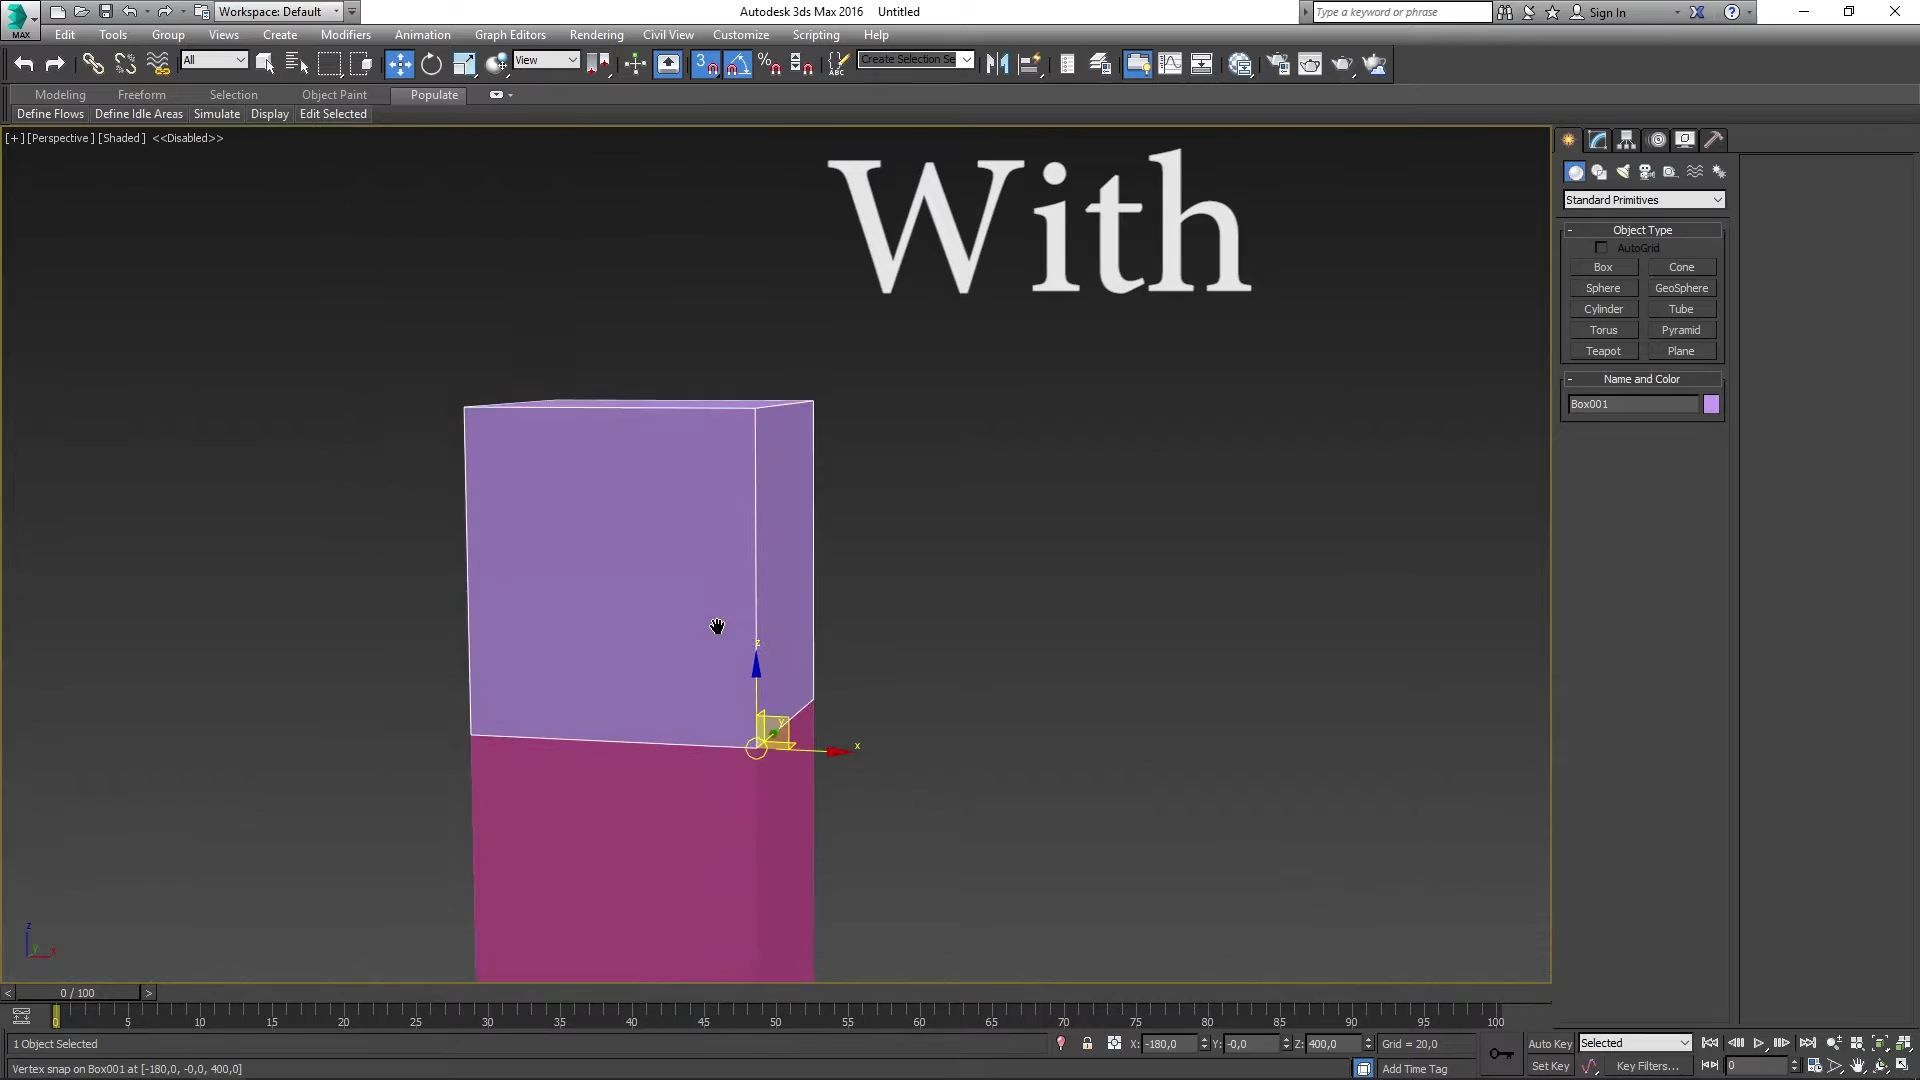 Workspace: Default
Autodesk 3ds Max 2016 Untitled
Type a keyword or phrase
Sign In
MAX
Edit Tools Group Views Create Modifiers Animation Graph Editors Rendering Civil View Customize Scripting Help
All
View
3
%
ABC
Create Selection Se
Modeling Freeform Selection Object Paint Populate
Define Flows Define Idle Areas Simulate Display Edit Selected
[+] [Perspective] [Shaded] <<Disabled>>
With
Standard Primitives
- Object Type
AutoGrid
Box Cone
Sphere GeoSphere
Cylinder Tube
Torus Pyramid
Teapot Plane
- Name and Color
Box001
z
y
x
z
y x
< 0 / 100 >
0 5 10 15 20 25 30 35 40 45 50 55 60 65 70 75 80 85 90 95 100
1 Object Selected
X: -180,0 Y: -0,0 Z: 400,0 Grid = 20,0
Auto Key Selected
Vertex snap on Box001 at [-180,0, -0,0, 400,0]
Add Time Tag
Set Key Key Filters... 0